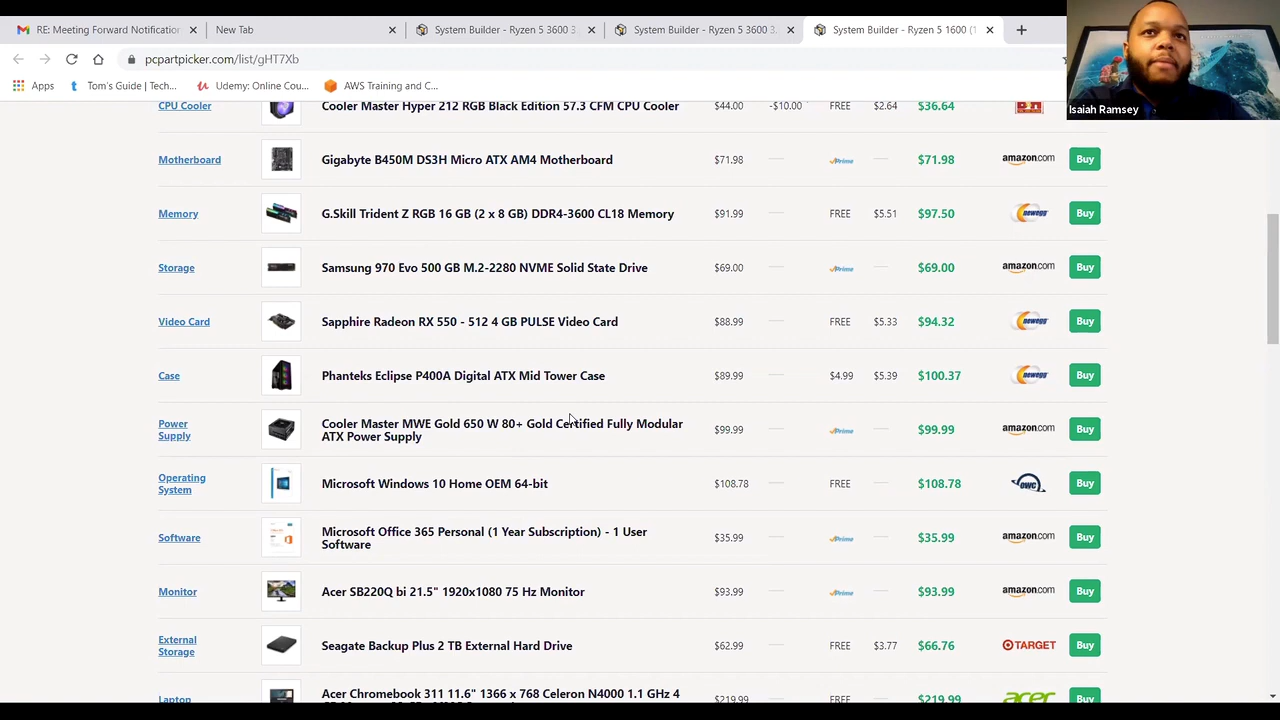 RE: Meeting Forward Notification
New Tab
System Builder - Ryzen 5 3600 3
System Builder - Ryzen 5 3600 3.
System Builder - Ryzen 5 1600 (1
pcpartpicker.com/list/gHT7Xb
Apps
Tom's Guide | Tech...
Udemy: Online Cou...
AWS Training and C...
Isaiah Ramsey
CPU Cooler Cooler Master Hyper 212 RGB Black Edition 57.3 CFM CPU Cooler $44.00 -$10.00 FREE $2.64 $36.64
Motherboard Gigabyte B450M DS3H Micro ATX AM4 Motherboard $71.98 — Prime — $71.98 amazon.com Buy
Memory G.Skill Trident Z RGB 16 GB (2 x 8 GB) DDR4-3600 CL18 Memory $91.99 — FREE $5.51 $97.50 newegg Buy
Storage Samsung 970 Evo 500 GB M.2-2280 NVME Solid State Drive $69.00 — Prime — $69.00 amazon.com Buy
Video Card Sapphire Radeon RX 550 - 512 4 GB PULSE Video Card $88.99 — FREE $5.33 $94.32 newegg Buy
Case Phanteks Eclipse P400A Digital ATX Mid Tower Case $89.99 — $4.99 $5.39 $100.37 newegg Buy
Power
Supply
Cooler Master MWE Gold 650 W 80+ Gold Certified Fully Modular
ATX Power Supply
$99.99 — Prime — $99.99 amazon.com Buy
Operating
System
Microsoft Windows 10 Home OEM 64-bit $108.78 — FREE $108.78 OWC Buy
Software
Microsoft Office 365 Personal (1 Year Subscription) - 1 User
Software
$35.99 — Prime — $35.99 amazon.com Buy
Monitor Acer SB220Q bi 21.5" 1920x1080 75 Hz Monitor $93.99 — Prime — $93.99 amazon.com Buy
External
Storage
Seagate Backup Plus 2 TB External Hard Drive $62.99 — FREE $3.77 $66.76 TARGET Buy
Laptop Acer Chromebook 311 11.6" 1366 x 768 Celeron N4000 1.1 GHz 4 $219.99 — FREE $219.99 acer Buy